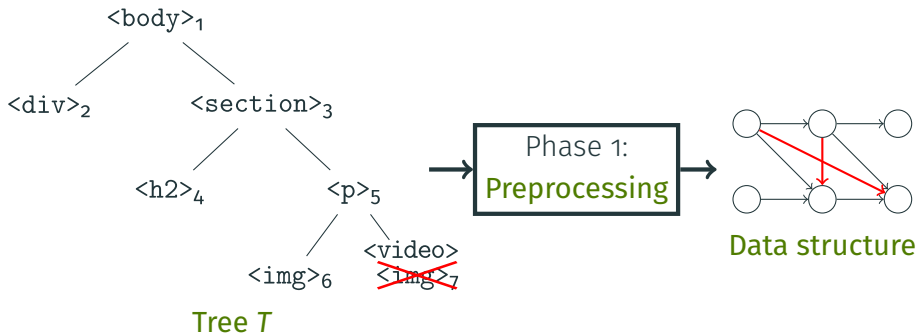 <body>₁
<div>₂
<section>₃
<h2>₄
<p>₅
<img>₆
<video>
<img>₇
Tree T
Phase 1:
Preprocessing
Data structure